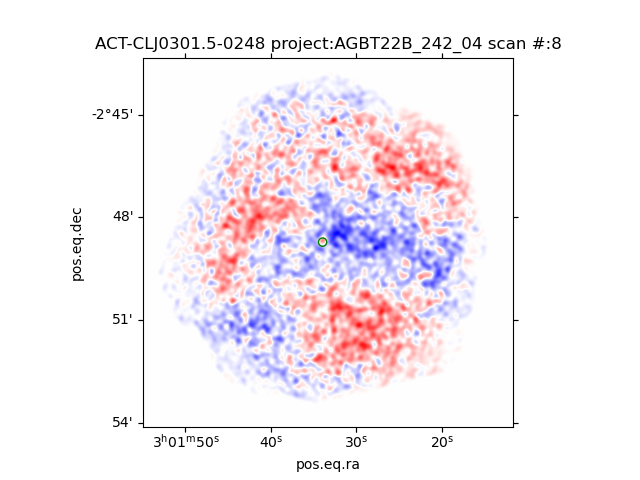 ACT-CLJ0301.5-0248 project:AGBT22B_242_04 scan #:8
-2°45'
48'
51'
54'
pos.eq.dec
3h01m50s 40s 30s 20s
pos.eq.ra